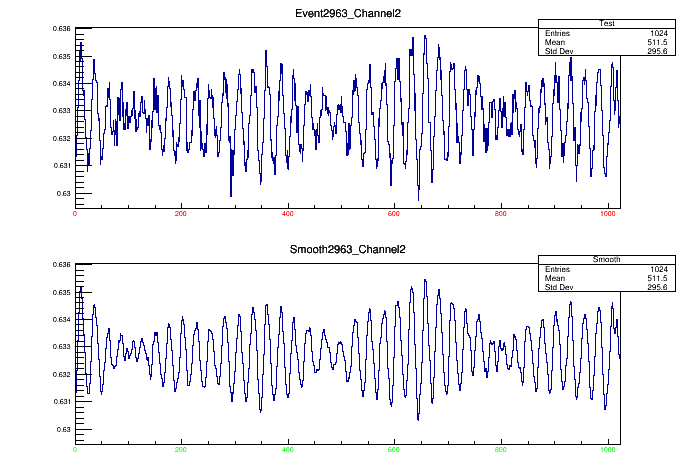 Event2963_Channel2
Test
Entries 1024
Mean 511.5
Std Dev 295.6
0.636
0.635
0.634
0.633
0.632
0.631
0.63
0 200 400 600 800 1000
Smooth2963_Channel2
Smooth
Entries 1024
Mean 511.5
Std Dev 295.6
0.636
0.635
0.634
0.633
0.632
0.631
0.63
0 200 400 600 800 1000